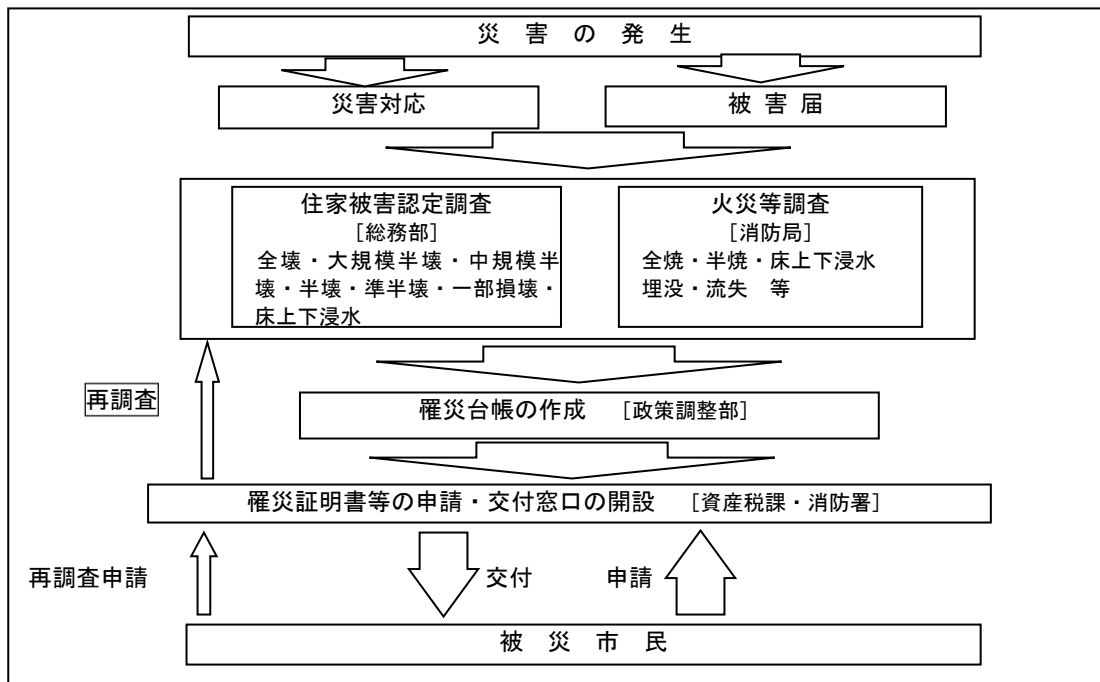 災 害 の 発 生
災害対応
被 害 届
住家被害認定調査
［総務部］
全壊・大規模半壊・中規模半
壊・半壊・準半壊・一部損壊・
床上下浸水
火災等調査
［消防局］
全焼・半焼・床上下浸水
埋没・流失 等
再調査
罹災台帳の作成 ［政策調整部］
罹災証明書等の申請・交付窓口の開設 ［資産税課・消防署］
再調査申請
交付
申請
被 災 市 民